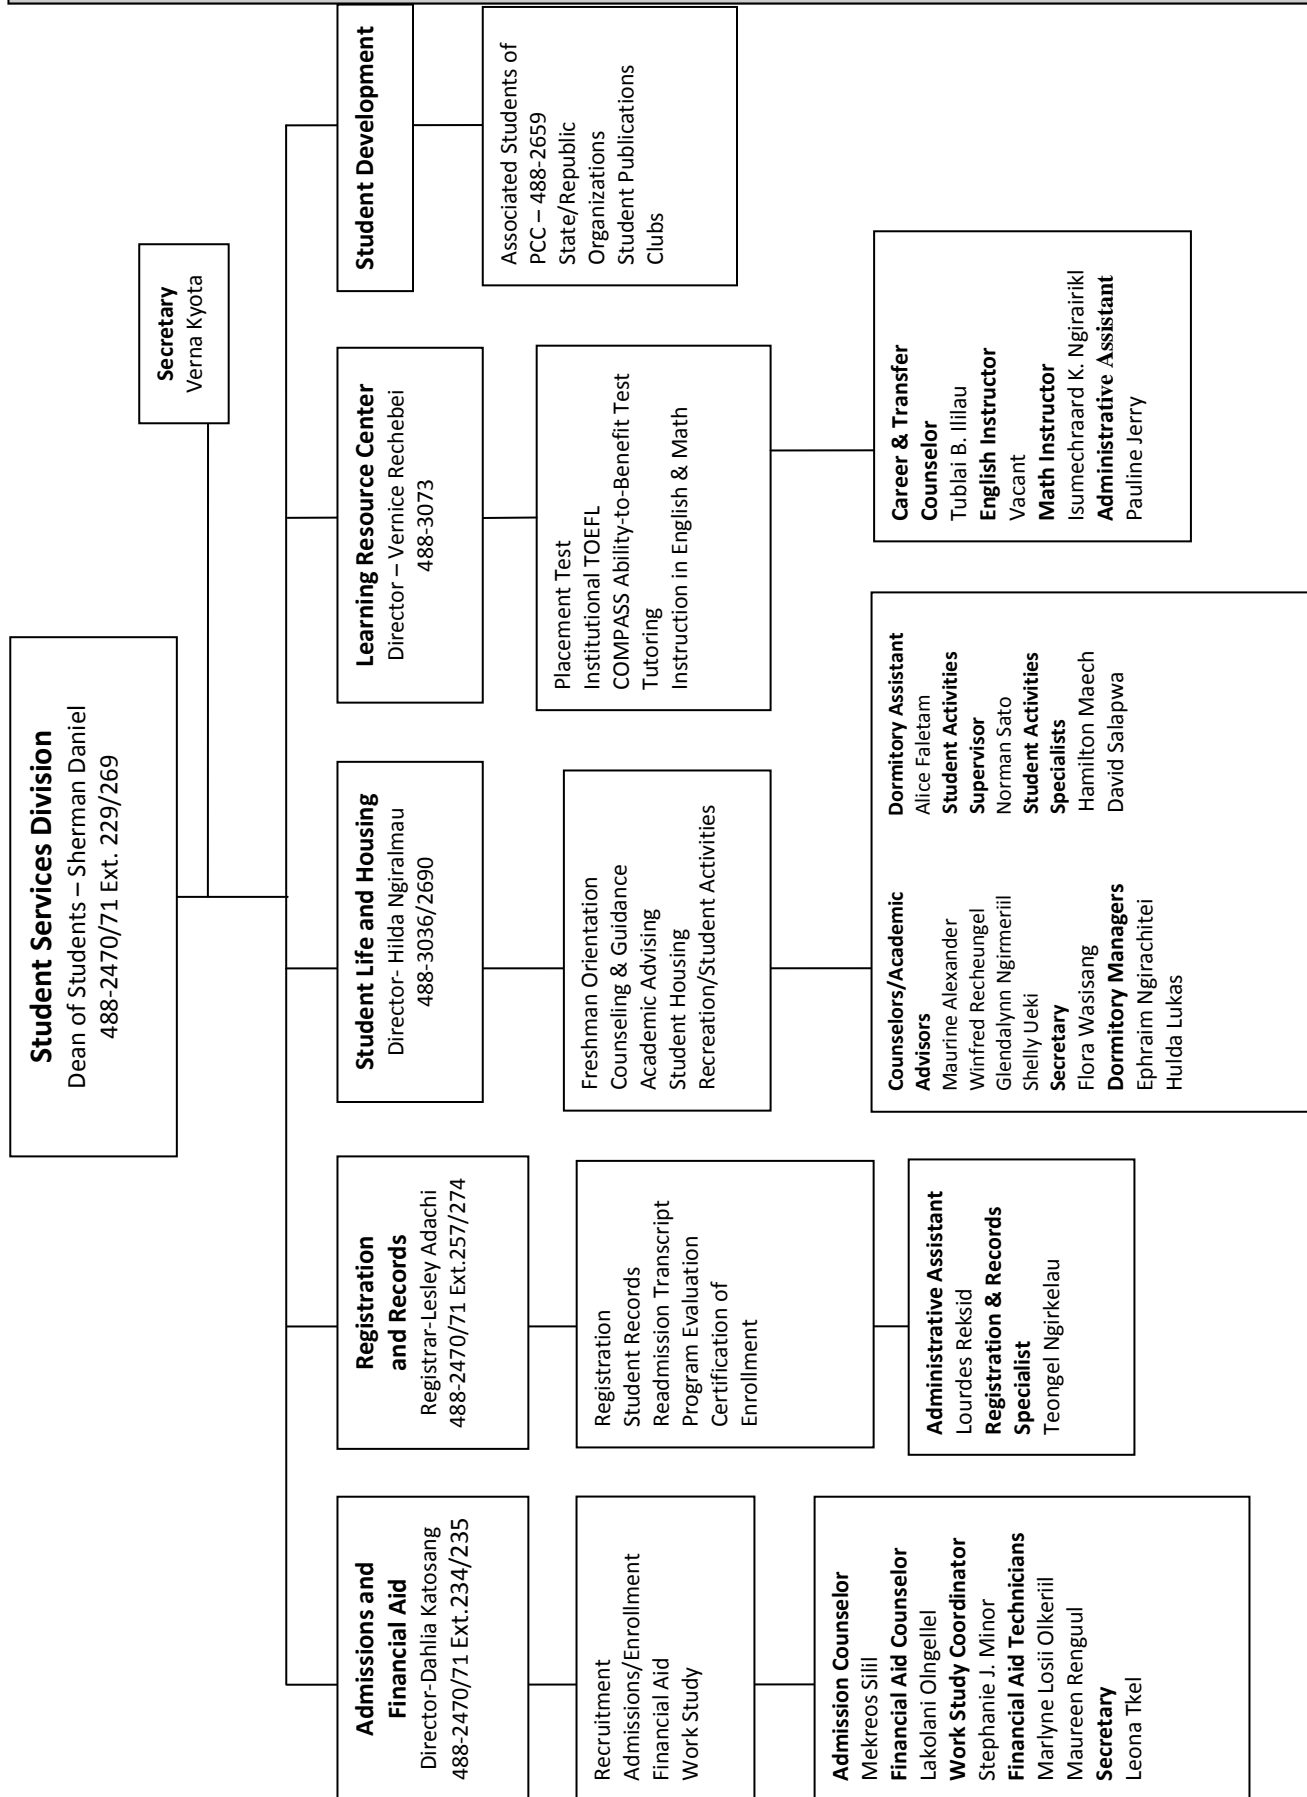 Student Services Division
Dean of Students – Sherman Daniel
488-2470/71 Ext. 229/269
Secretary
Verna Kyota
Admissions and
Financial Aid
Director-Dahlia Katosang
488-2470/71 Ext.234/235
Recruitment
Admissions/Enrollment
Financial Aid
Work Study
Admission Counselor
Mekreos Silil
Financial Aid Counselor
Lakolani Olngellel
Work Study Coordinator
Stephanie J. Minor
Financial Aid Technicians
Marlyne Losii Olkeriil
Maureen Rengulul
Secretary
Leona Tkel
Registration
and Records
Registrar-Lesley Adachi
488-2470/71 Ext.257/274
Registration
Student Records
Readmission Transcript
Program Evaluation
Certification of
Enrollment
Administrative Assistant
Lourdes Reksid
Registration & Records
Specialist
Teongel Ngirkelau
Student Life and Housing
Director- Hilda Ngiralmau
488-3036/2690
Freshman Orientation
Counseling & Guidance
Academic Advising
Student Housing
Recreation/Student Activities
Counselors/Academic
Advisors
Maurine Alexander
Winfred Recheungel
Glendalynn Ngirmeriil
Shelly Ueki
Secretary
Flora Wasisang
Dormitory Managers
Ephraim Ngirachitei
Hulda Lukas
Dormitory Assistant
Alice Faletam
Student Activities
Supervisor
Norman Sato
Student Activities
Specialists
Hamilton Maech
David Salapwa
Learning Resource Center
Director – Vernice Rechebei
488-3073
Placement Test
Institutional TOEFL
COMPASS Ability-to-Benefit Test
Tutoring
Instruction in English & Math
Career & Transfer
Counselor
Tublai B. Ililau
English Instructor
Vacant
Math Instructor
Isumechraard K. Ngirairikl
Administrative Assistant
Pauline Jerry
Student Development
Associated Students of
PCC – 488-2659
State/Republic
Organizations
Student Publications
Clubs